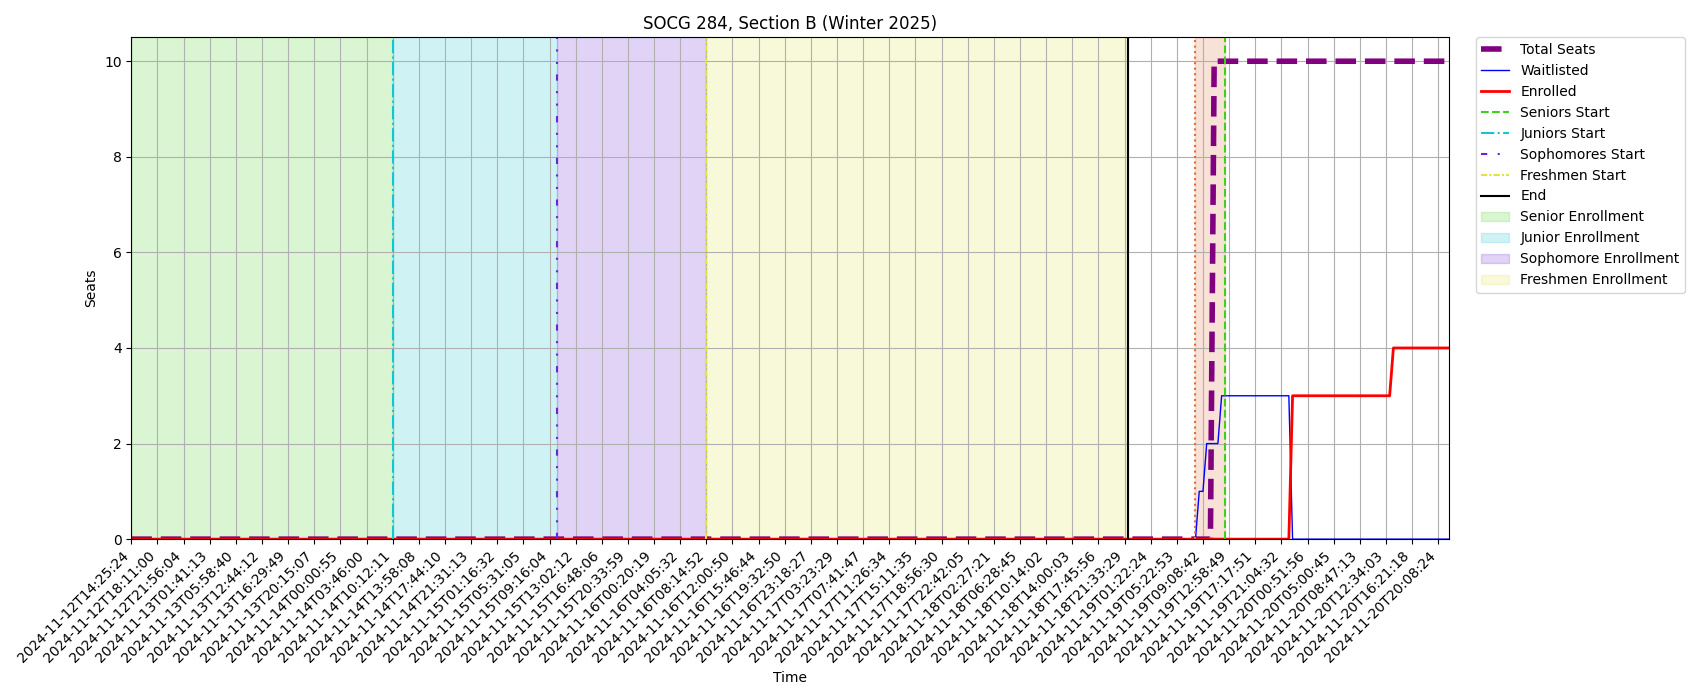 SOCG 284, Section B (Winter 2025)
Seats
10
8
6
4
2
0
2024-11-12T14:25:24
2024-11-12T18:11:00
2024-11-12T21:56:04
2024-11-13T01:41:13
2024-11-13T05:58:40
2024-11-13T12:44:12
2024-11-13T16:29:49
2024-11-13T20:15:07
2024-11-14T00:00:55
2024-11-14T03:46:00
2024-11-14T10:12:11
2024-11-14T13:58:08
2024-11-14T17:44:10
2024-11-14T21:31:13
2024-11-15T01:16:32
2024-11-15T05:31:05
2024-11-15T09:16:04
2024-11-15T13:02:12
2024-11-15T16:48:06
2024-11-15T20:33:59
2024-11-16T00:20:19
2024-11-16T04:05:32
2024-11-16T08:14:52
2024-11-16T12:00:50
2024-11-16T15:46:44
2024-11-16T19:32:50
2024-11-16T23:18:27
2024-11-17T03:23:29
2024-11-17T07:41:47
2024-11-17T11:26:34
2024-11-17T15:11:35
2024-11-17T18:56:30
2024-11-17T22:42:05
2024-11-18T02:27:21
2024-11-18T06:28:45
2024-11-18T10:14:02
2024-11-18T14:00:03
2024-11-18T17:45:56
2024-11-18T21:33:29
2024-11-19T01:22:24
2024-11-19T05:22:53
2024-11-19T09:08:42
2024-11-19T12:58:49
2024-11-19T17:17:51
2024-11-19T21:04:32
2024-11-20T00:51:56
2024-11-20T05:00:45
2024-11-20T08:47:13
2024-11-20T12:34:03
2024-11-20T16:21:18
2024-11-20T20:08:24
Time
Total Seats
Waitlisted
Enrolled
Seniors Start
Juniors Start
Sophomores Start
Freshmen Start
End
Senior Enrollment
Junior Enrollment
Sophomore Enrollment
Freshmen Enrollment